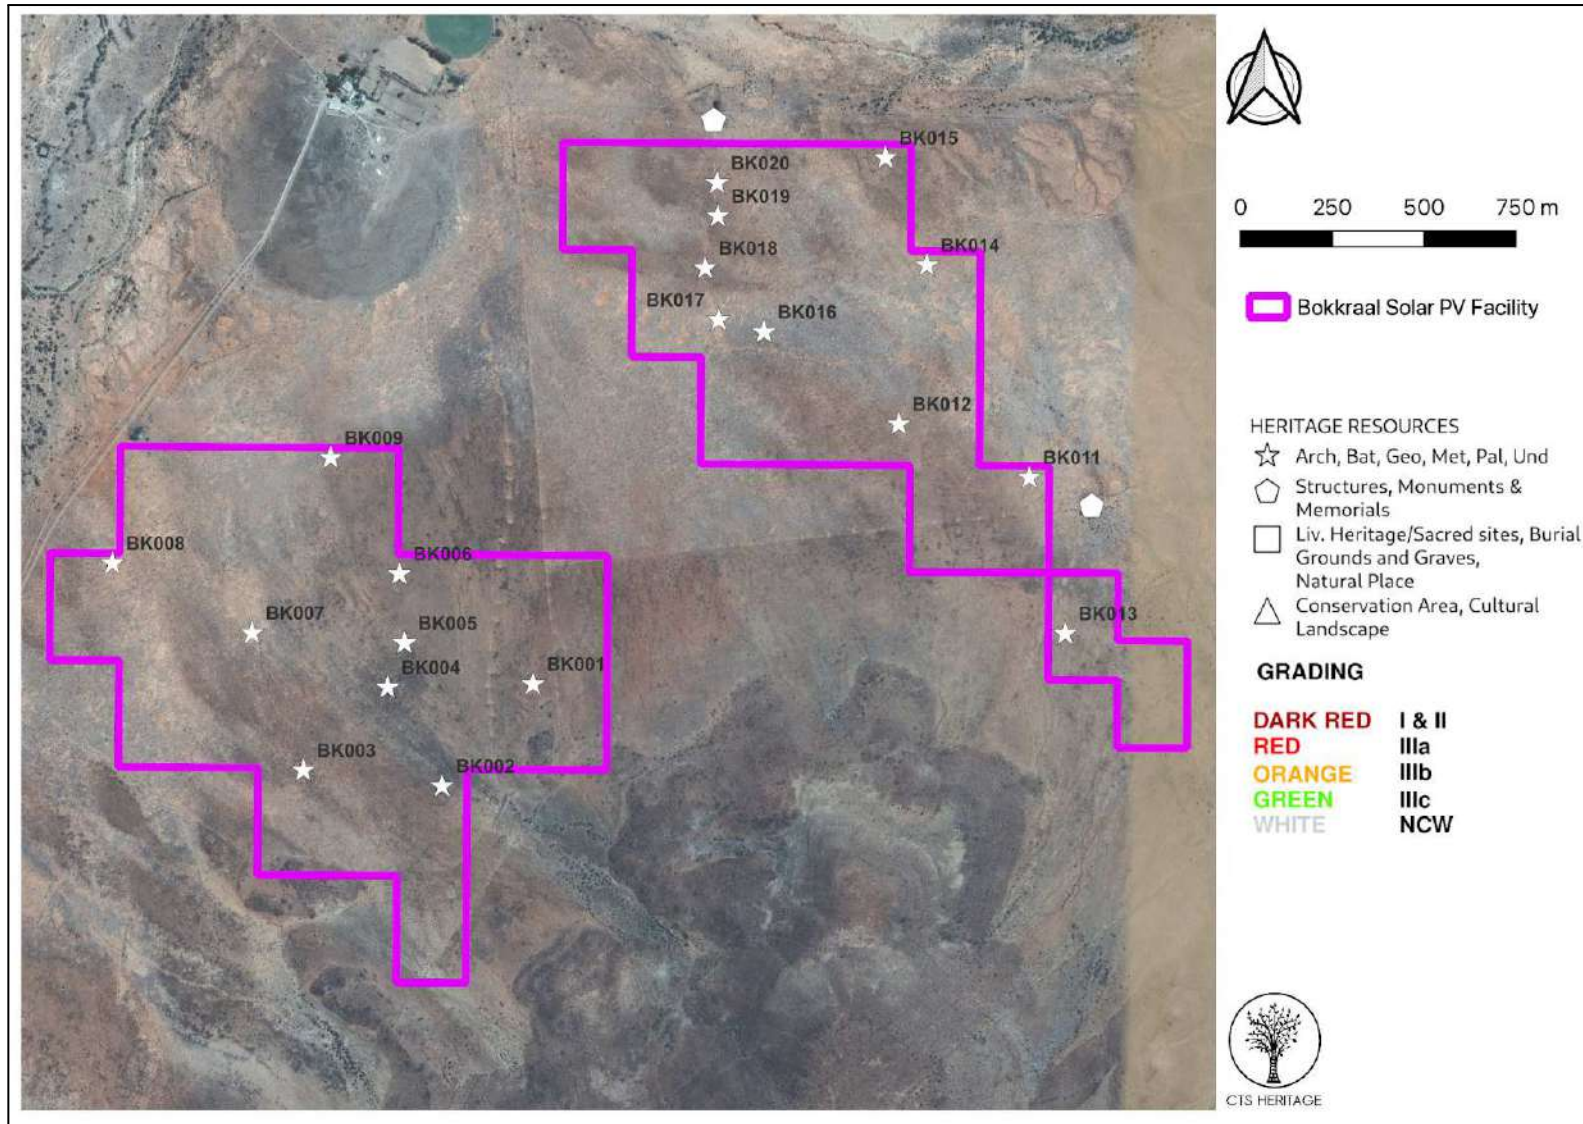 BK015
BK020
BK019
BK014
BK018
BK017
BK016
BK012
BK009
BK011
BK008
BK006
BK007
BK005
BK013
BK004
BK001
BK003
BK002
0 250 500 750 m
Bokkraal Solar PV Facility
HERITAGE RESOURCES
Arch, Bat, Geo, Met, Pal, Und
Structures, Monuments &
Memorials
Liv. Heritage/Sacred sites, Burial
Grounds and Graves,
Natural Place
Conservation Area, Cultural
Landscape
GRADING
DARK RED I & II
RED IIIa
ORANGE IIIb
GREEN IIIc
WHITE NCW
CTS HERITAGE